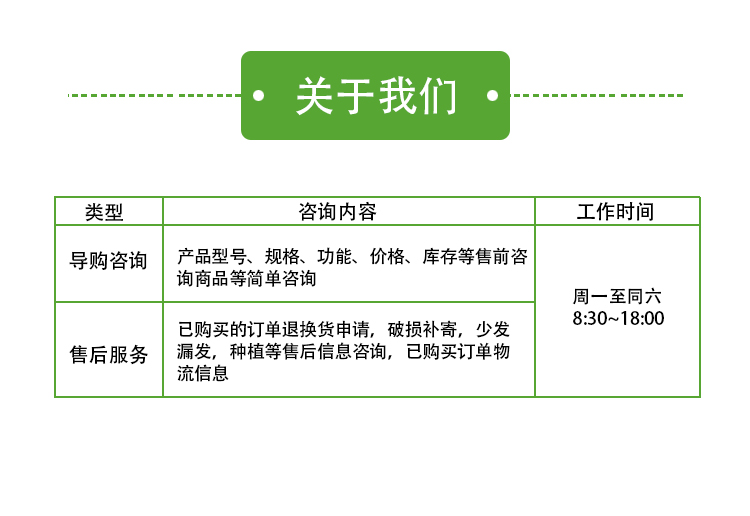 关于我们
类型 咨询内容 工作时间
导购咨询
产品型号、规格、功能、价格、库存等售前咨
询商品等简单咨询
周一至同六
8:30~18:00
售后服务
已购买的订单退换货申请，破损补寄，少发
漏发，种植等售后信息咨询，已购买订单物
流信息